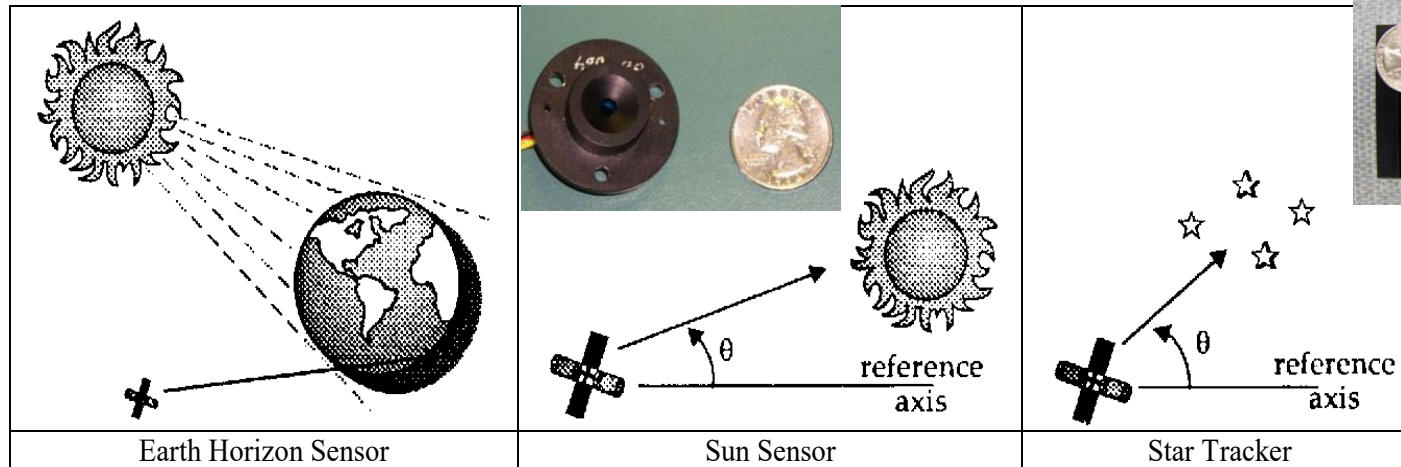 θ
reference
axis
θ
reference
axis
Earth Horizon Sensor
Sun Sensor
Star Tracker